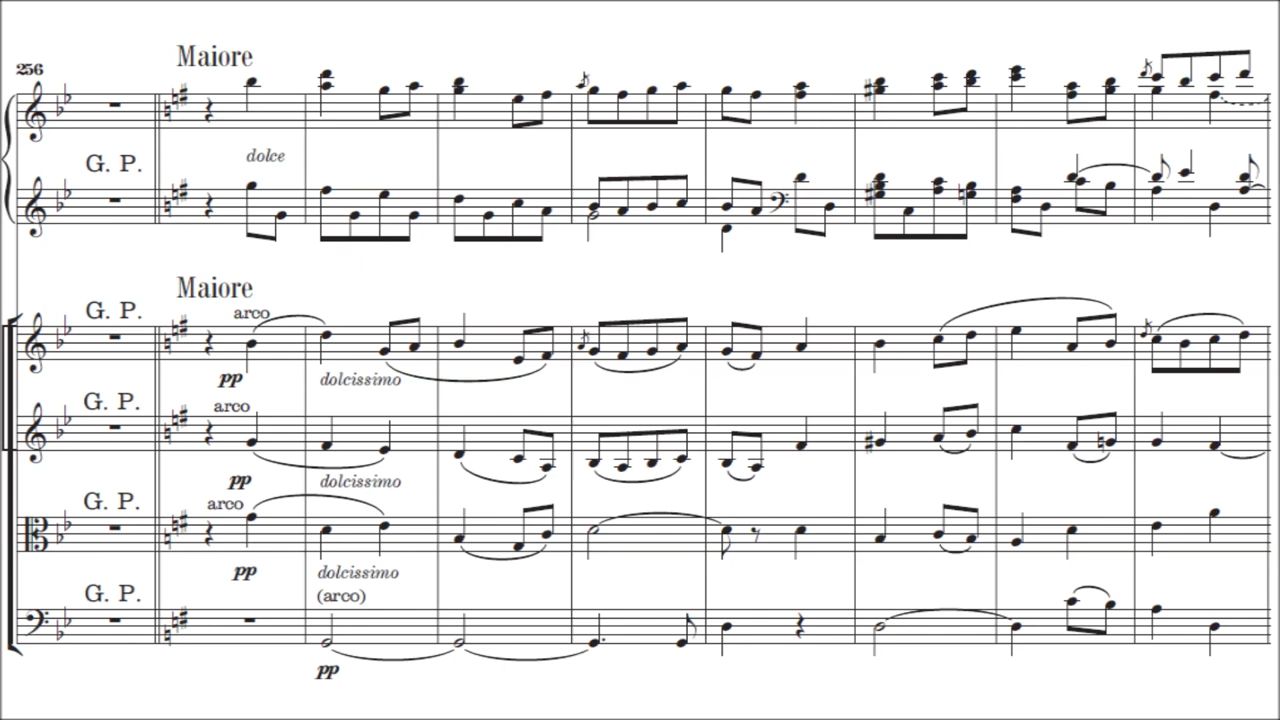 Maiore
256
G. P.
dolce
Maiore
G. P.
arco
pp
dolcissimo
G. P.
arco
pp
dolcissimo
G. P.
arco
pp
dolcissimo
G. P.
(arco)
pp